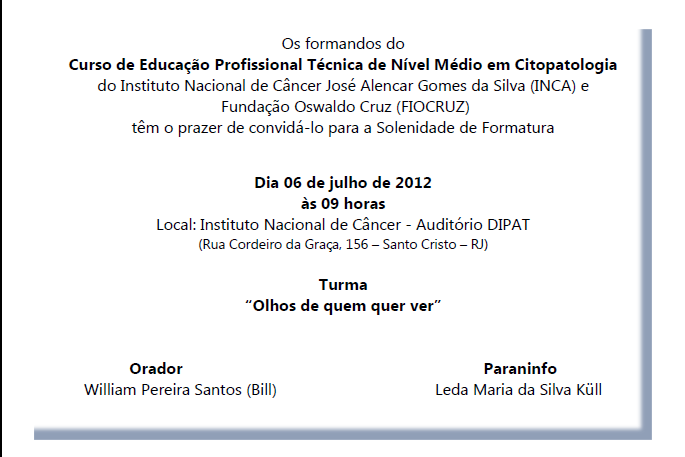 Os formandos do
Curso de Educação Profissional Técnica de Nível Médio em Citopatologia
do Instituto Nacional de Câncer José Alencar Gomes da Silva (INCA) e
Fundação Oswaldo Cruz (FIOCRUZ)
têm o prazer de convidá-lo para a Solenidade de Formatura
Dia 06 de julho de 2012
às 09 horas
Local: Instituto Nacional de Câncer - Auditório DIPAT
(Rua Cordeiro da Graça, 156 – Santo Cristo – RJ)
Turma
“Olhos de quem quer ver”
Orador
William Pereira Santos (Bill)
Paraninfo
Leda Maria da Silva Küll